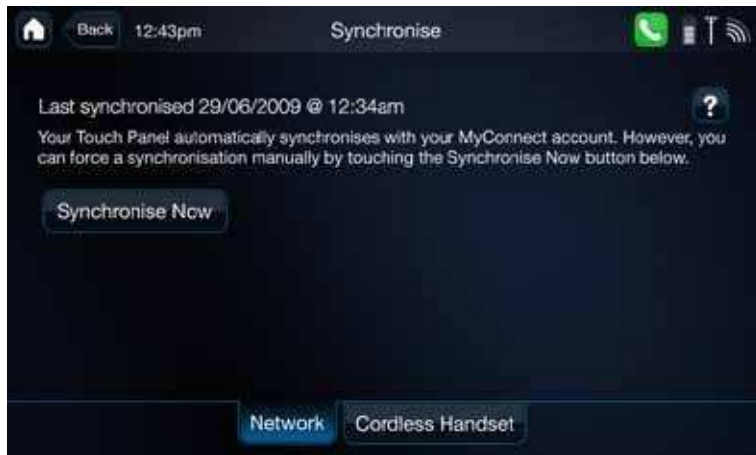 Back 12:43pm Synchronise
Last synchronised 29/06/2009 @ 12:34am
?
Your Touch Panel automatically synchronises with your MyConnect account. However, you
can force a synchronisation manually by touching the Synchronise Now button below.
Synchronise Now
Network Cordless Handset